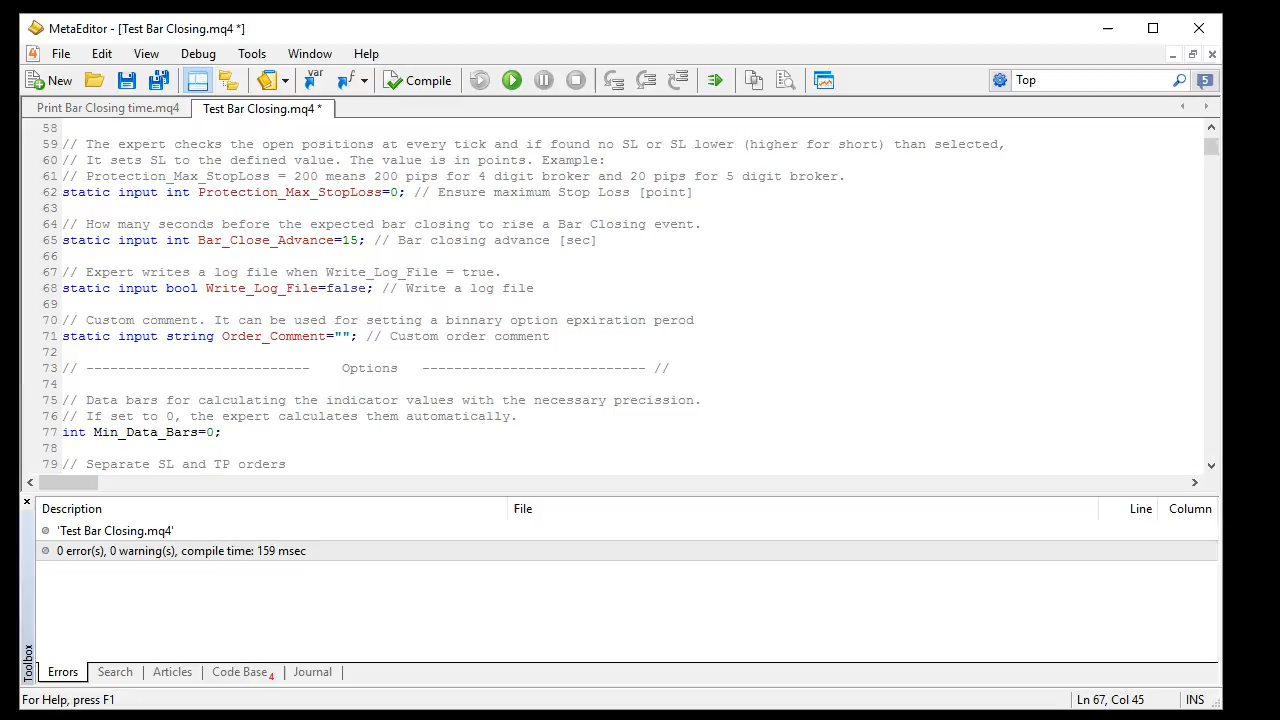 MetaEditor - [Test Bar Closing.mq4 *]
File Edit View Debug Tools Window Help
New var f Compile Top 5
Print Bar Closing time.mq4 Test Bar Closing.mq4 *
58
59 // The expert checks the open positions at every tick and if found no SL or SL lower (higher for short) than selected,
60 // It sets SL to the defined value. The value is in points. Example:
61 // Protection_Max_StopLoss = 200 means 200 pips for 4 digit broker and 20 pips for 5 digit broker.
62 static input int Protection_Max_StopLoss=0; // Ensure maximum Stop Loss [point]
63
64 // How many seconds before the expected bar closing to rise a Bar Closing event.
65 static input int Bar_Close_Advance=15; // Bar closing advance [sec]
66
67 // Expert writes a log file when Write_Log_File = true.
68 static input bool Write_Log_File=false; // Write a log file
69
70 // Custom comment. It can be used for setting a binnary option epxiration perod
71 static input string Order_Comment=""; // Custom order comment
72
73 // ---------------------------- Options ---------------------------- //
74
75 // Data bars for calculating the indicator values with the necessary precission.
76 // If set to 0, the expert calculates them automatically.
77 int Min_Data_Bars=0;
78
79 // Separate SL and TP orders
Description File Line Column
'Test Bar Closing.mq4'
0 error(s), 0 warning(s), compile time: 159 msec
Toolbox
Errors Search Articles Code Base 4 Journal
For Help, press F1 Ln 67, Col 45 INS